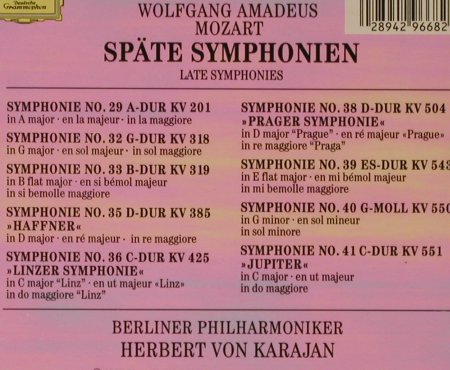 Deutsche
Grammophon
WOLFGANG AMADEUS
MOZART
SPÄTE SYMPHONIEN
LATE SYMPHONIES
28942 96682
SYMPHONIE NO. 29 A-DUR KV 201
in A major · en la majeur · in la maggiore
SYMPHONIE NO. 32 G-DUR KV 318
in G major · en sol majeur · in sol maggiore
SYMPHONIE NO. 33 B-DUR KV 319
in B flat major · en si bémol majeur
in si bemolle maggiore
SYMPHONIE NO. 35 D-DUR KV 385
»HAFFNER«
in D major · en ré majeur · in re maggiore
SYMPHONIE NO. 36 C-DUR KV 425
»LINZER SYMPHONIE«
in C major "Linz" · en ut majeur «Linz»
in do maggiore "Linz"
SYMPHONIE NO. 38 D-DUR KV 504
»PRAGER SYMPHONIE«
in D major "Prague" · en ré majeur «Prague»
in re maggiore "Praga"
SYMPHONIE NO. 39 ES-DUR KV 543
in E flat major · en mi bémol majeur
in mi bemolle maggiore
SYMPHONIE NO. 40 G-MOLL KV 550
in G minor · en sol mineur
in sol minore
SYMPHONIE NO. 41 C-DUR KV 551
»JUPITER«
in C major · en ut majeur
in do maggiore
BERLINER PHILHARMONIKER
HERBERT VON KARAJAN